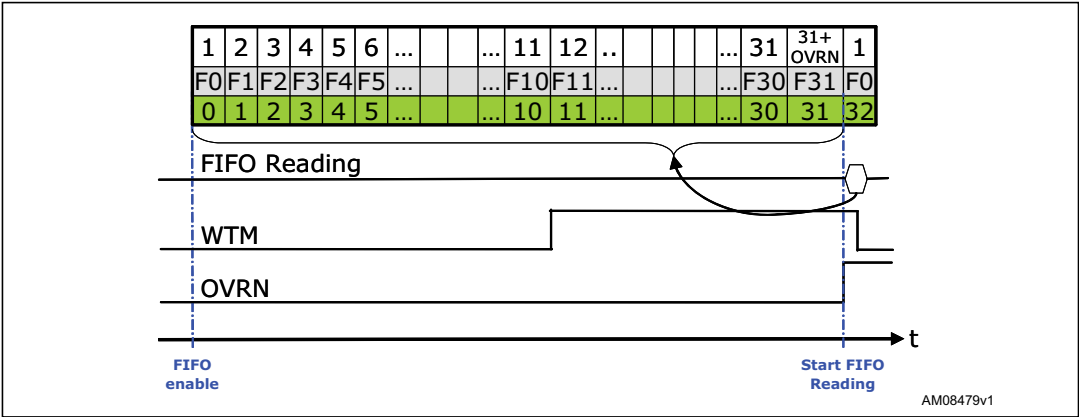 1 2 3 4 5 6 ... ... 11 12 .. ... 31 31+ OVRN 1
F0 F1 F2 F3 F4 F5 ... ... F10 F11 ... ... F30 F31 F0
0 1 2 3 4 5 ... ... 10 11 ... ... 30 31 32
FIFO Reading
WTM
OVRN
t
FIFO enable
Start FIFO Reading
AM08479v1